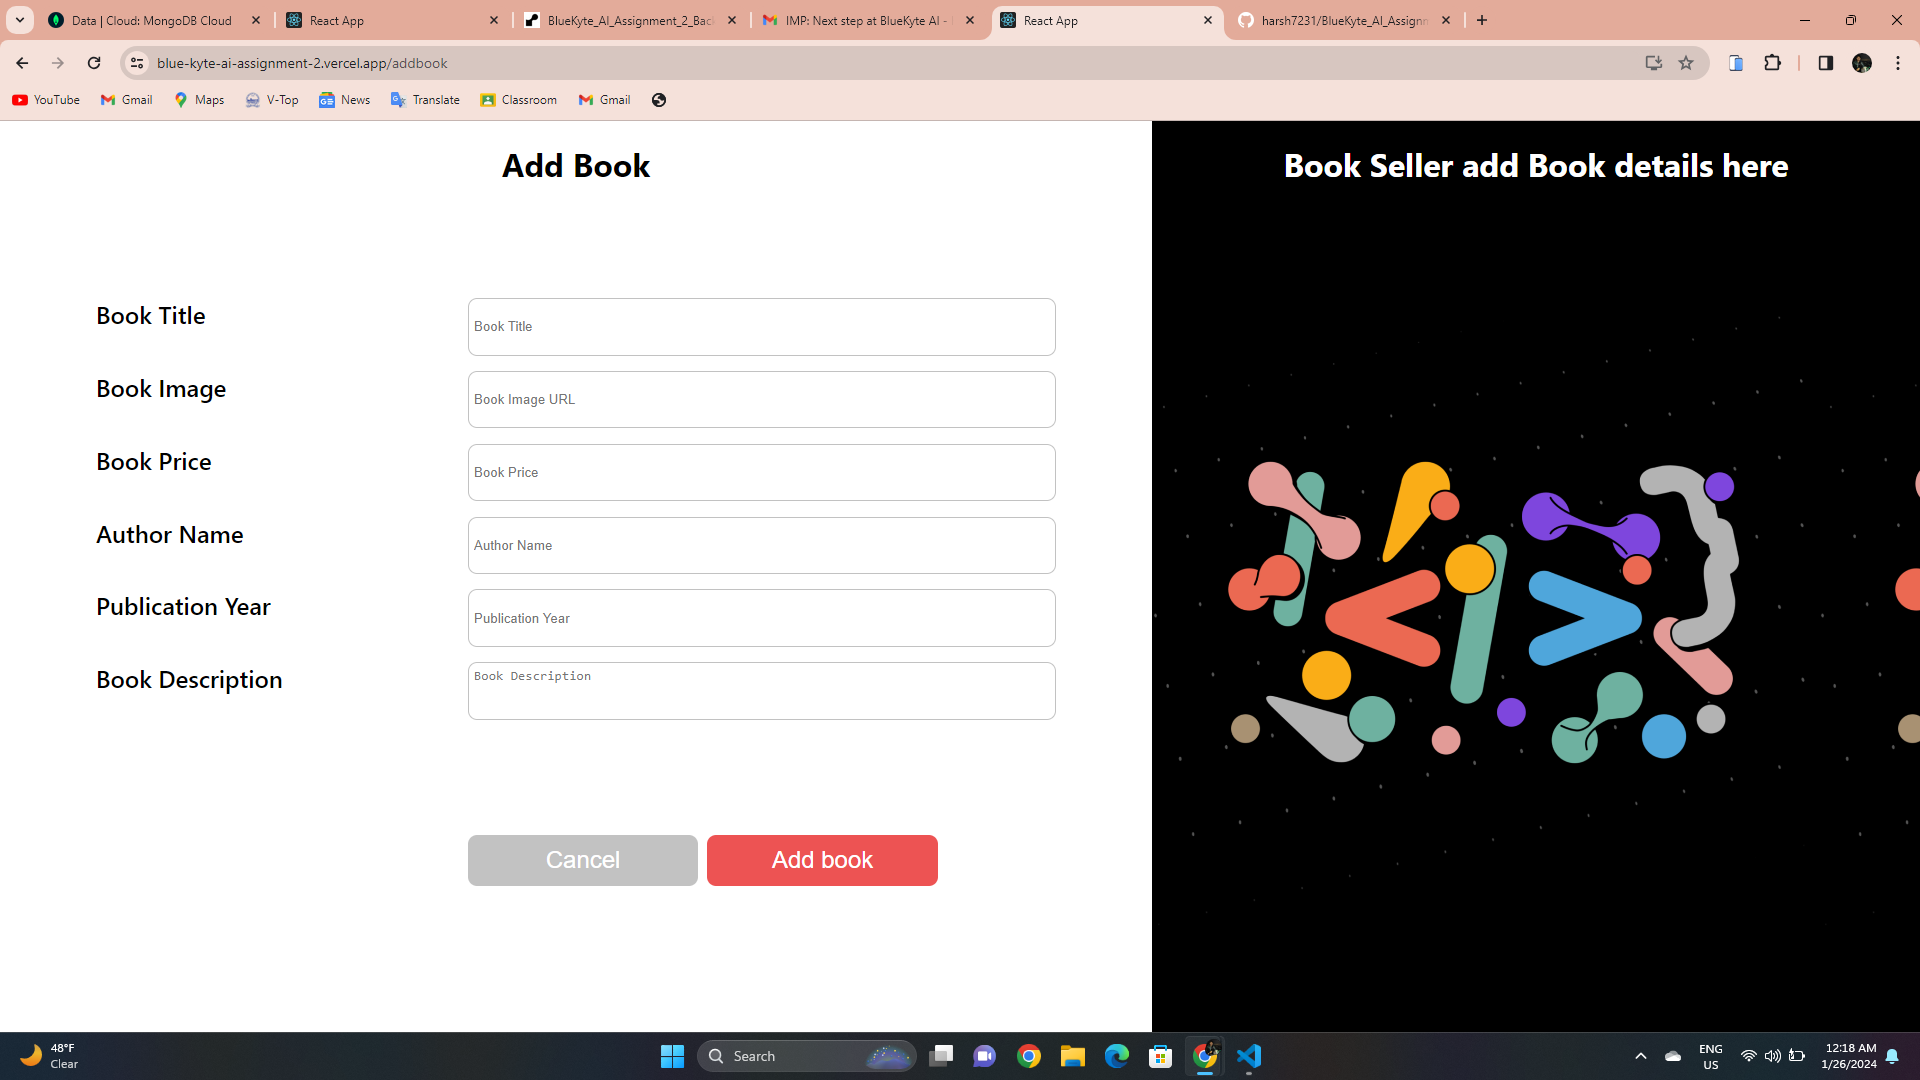 Data | Cloud: MongoDB Cloud
React App
BlueKyte_AI_Assignment_2_Bac
IMP: Next step at BlueKyte AI -
React App
harsh7231/BlueKyte_AI_Assignm
blue-kyte-ai-assignment-2.vercel.app/addbook
YouTube
Gmail
Maps
V-Top
News
Translate
Classroom
Gmail
Add Book
Book Title
Book Title
Book Image
Book Image URL
Book Price
Book Price
Author Name
Author Name
Publication Year
Publication Year
Book Description
Book Description
Cancel
Add book
Book Seller add Book details here
48°F
Clear
Search
ENG
US
12:18 AM
1/26/2024